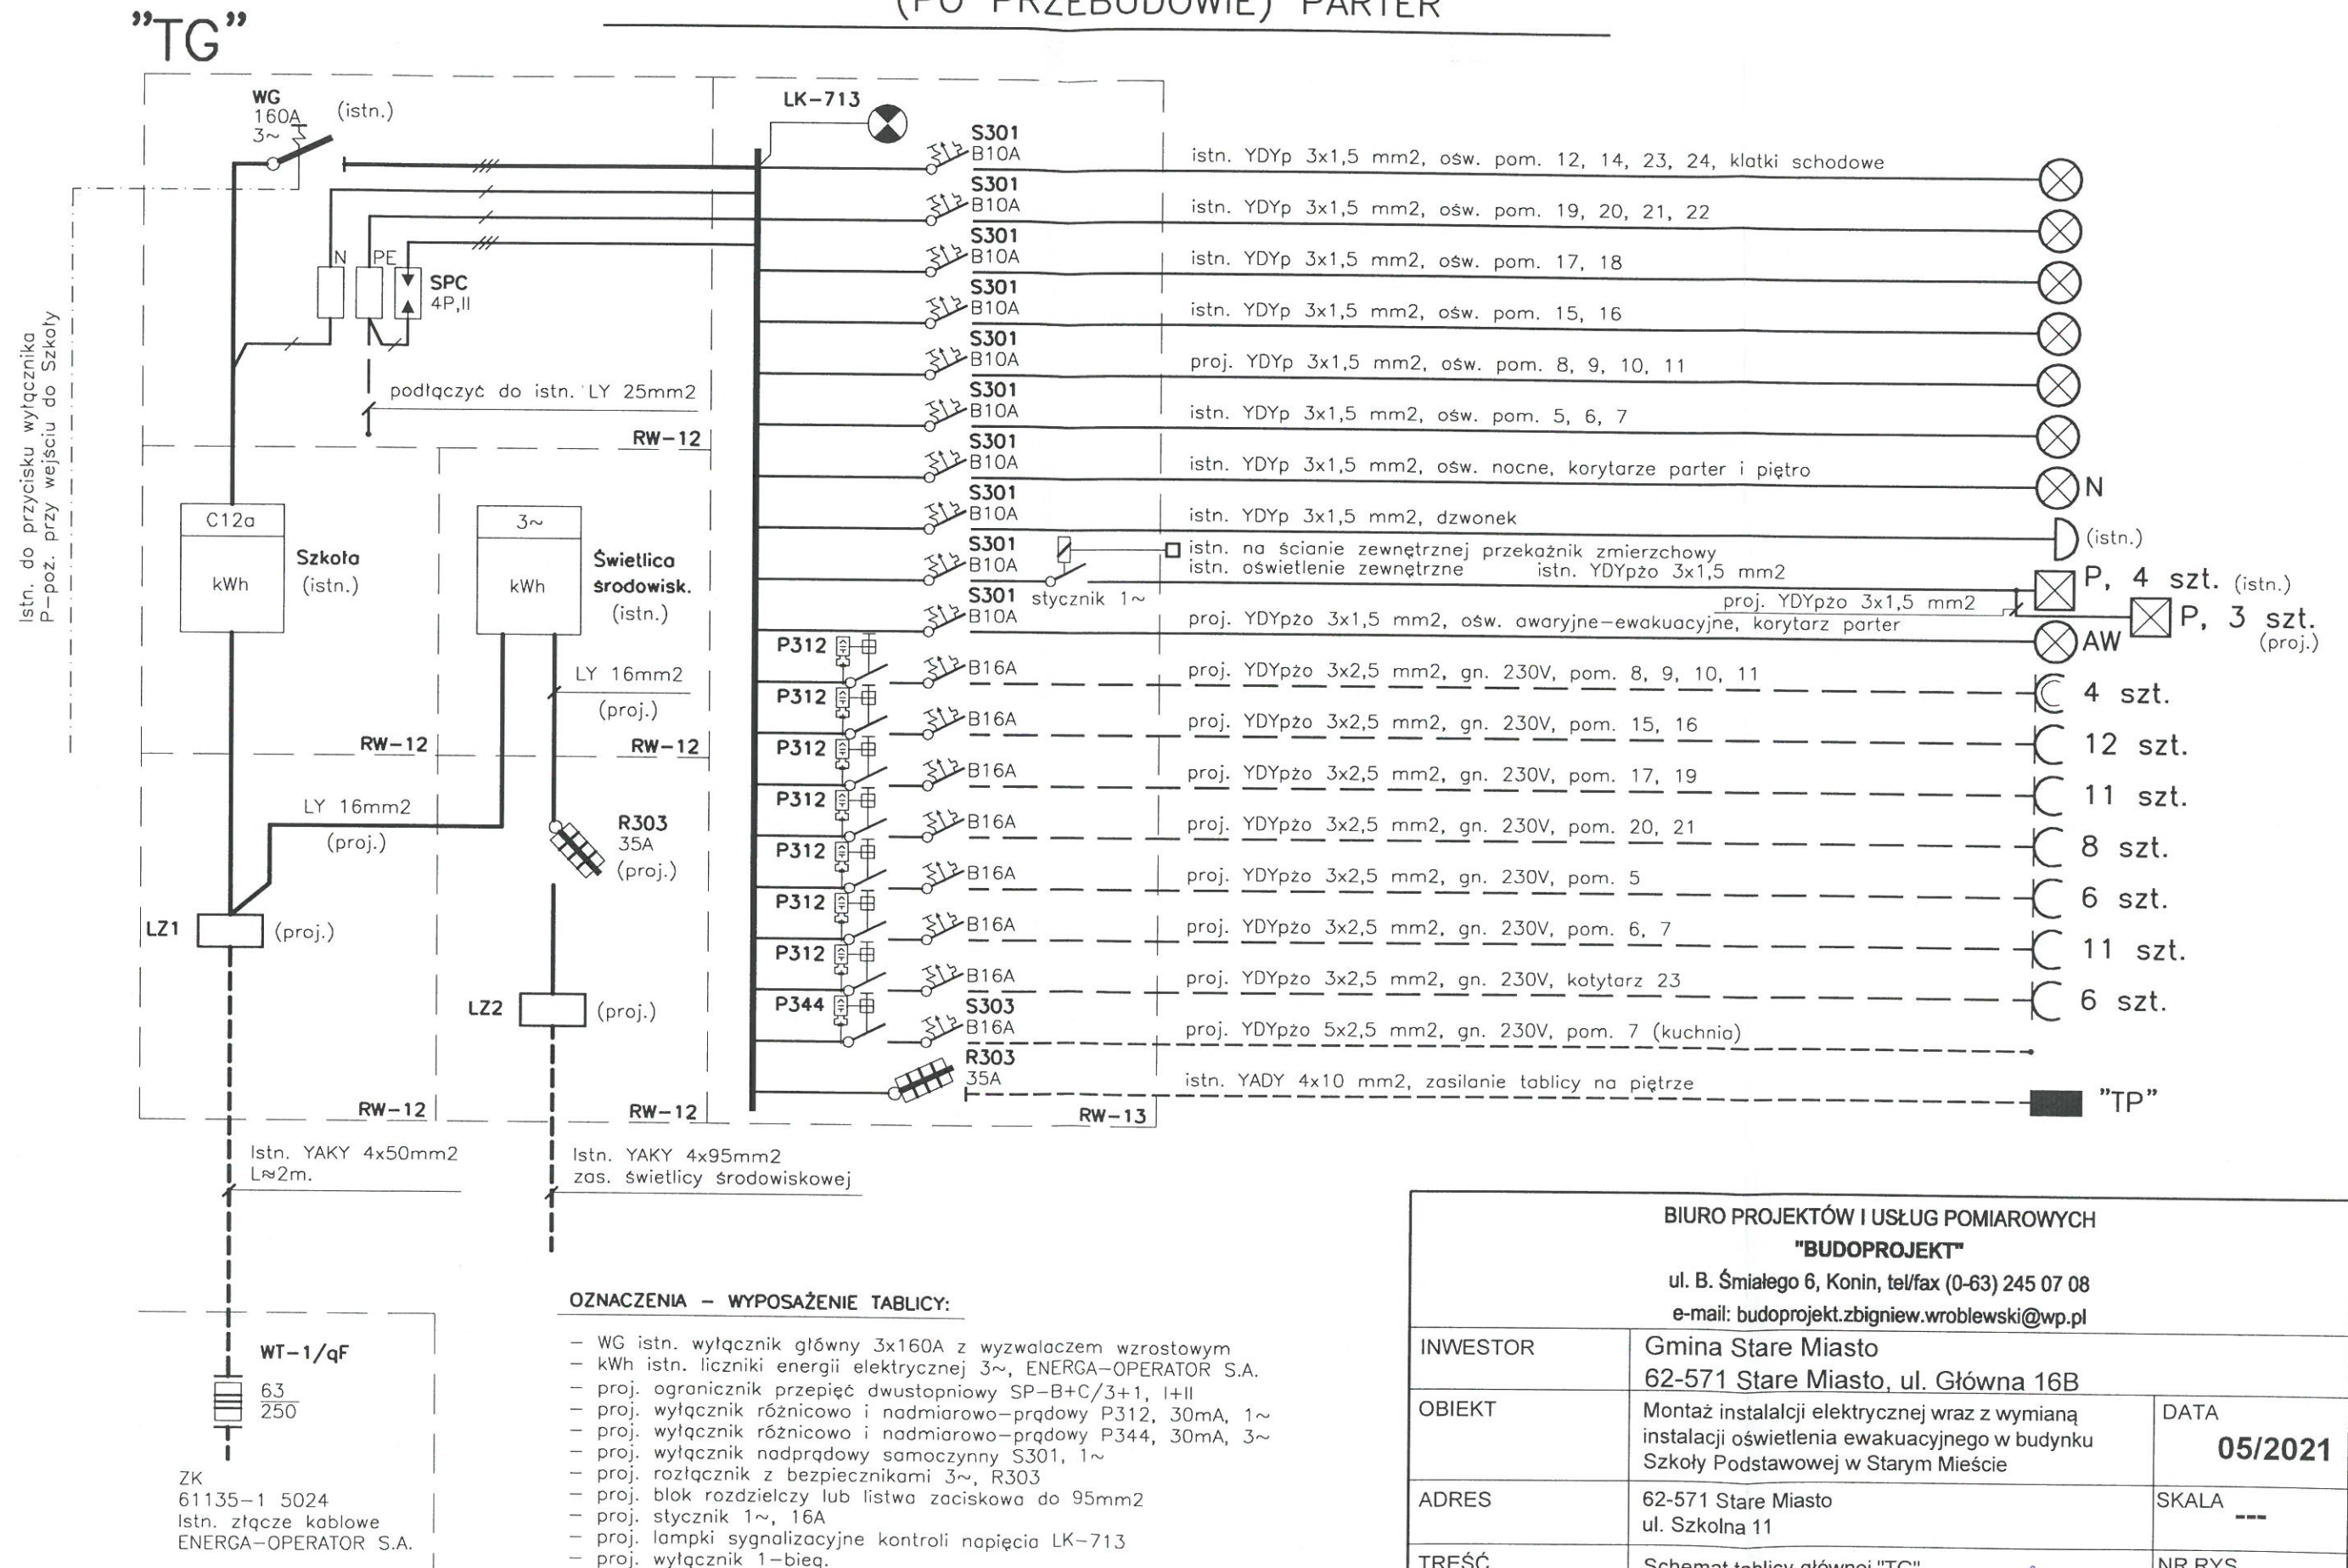 (PO PRZEBUDOWIE) PARTER
"TG"
WG
160A
3~
(istn.)
LK-713
N
PE
SPC
4P,II
podłączyć do istn. LY 25mm2
RW-12
Istn. do przycisku wyłącznika
P-poż. przy wejściu do Szkoły
C12a
kWh
Szkoła
(istn.)
3~
kWh
Świetlica
środowisk.
(istn.)
LY 16mm2
(proj.)
RW-12
RW-12
LY 16mm2
(proj.)
R303
35A
(proj.)
LZ1
(proj.)
LZ2
(proj.)
RW-12
RW-12
S301
B10A
istn. YDYp 3x1,5 mm2, ośw. pom. 12, 14, 23, 24, klatki schodowe
S301
B10A
istn. YDYp 3x1,5 mm2, ośw. pom. 19, 20, 21, 22
S301
B10A
istn. YDYp 3x1,5 mm2, ośw. pom. 17, 18
S301
B10A
istn. YDYp 3x1,5 mm2, ośw. pom. 15, 16
S301
B10A
proj. YDYp 3x1,5 mm2, ośw. pom. 8, 9, 10, 11
S301
B10A
istn. YDYp 3x1,5 mm2, ośw. pom. 5, 6, 7
S301
B10A
istn. YDYp 3x1,5 mm2, ośw. nocne, korytarze parter i piętro
N
S301
B10A
istn. YDYp 3x1,5 mm2, dzwonek
(istn.)
S301
B10A
istn. na ścianie zewnętrznej przekaźnik zmierzchowy
istn. oświetlenie zewnętrzne istn. YDYpżo 3x1,5 mm2
P, 4 szt. (istn.)
stycznik 1~
proj. YDYpżo 3x1,5 mm2
P, 3 szt.
(proj.)
S301
B10A
proj. YDYpżo 3x1,5 mm2, ośw. awaryjne-ewakuacyjne, korytarz parter
AW
P312
B16A
proj. YDYpżo 3x2,5 mm2, gn. 230V, pom. 8, 9, 10, 11
4 szt.
P312
B16A
proj. YDYpżo 3x2,5 mm2, gn. 230V, pom. 15, 16
12 szt.
P312
B16A
proj. YDYpżo 3x2,5 mm2, gn. 230V, pom. 17, 19
11 szt.
P312
B16A
proj. YDYpżo 3x2,5 mm2, gn. 230V, pom. 20, 21
8 szt.
P312
B16A
proj. YDYpżo 3x2,5 mm2, gn. 230V, pom. 5
6 szt.
P312
B16A
proj. YDYpżo 3x2,5 mm2, gn. 230V, pom. 6, 7
11 szt.
P312
B16A
proj. YDYpżo 3x2,5 mm2, gn. 230V, kotytarz 23
6 szt.
P344
S303
B16A
proj. YDYpżo 5x2,5 mm2, gn. 230V, pom. 7 (kuchnia)
R303
35A
istn. YADY 4x10 mm2, zasilanie tablicy na piętrze
"TP"
RW-13
Istn. YAKY 4x50mm2
L≈2m.
Istn. YAKY 4x95mm2
zas. świetlicy środowiskowej
WT-1/qF
63
250
ZK
61135-1 5024
Istn. złącze kablowe
ENERGA-OPERATOR S.A.
OZNACZENIA - WYPOSAŻENIE TABLICY:
- WG istn. wyłącznik główny 3x160A z wyzwalaczem wzrostowym
- kWh istn. liczniki energii elektrycznej 3~, ENERGA-OPERATOR S.A.
- proj. ogranicznik przepięć dwustopniowy SP-B+C/3+1, I+II
- proj. wyłącznik różnicowo i nadmiarowo-prądowy P312, 30mA, 1~
- proj. wyłącznik różnicowo i nadmiarowo-prądowy P344, 30mA, 3~
- proj. wyłącznik nadprądowy samoczynny S301, 1~
- proj. rozłącznik z bezpiecznikami 3~, R303
- proj. blok rozdzielczy lub listwa zaciskowa do 95mm2
- proj. stycznik 1~, 16A
- proj. lampki sygnalizacyjne kontroli napięcia LK-713
- proj. wyłącznik 1-bieg.
BIURO PROJEKTÓW I USŁUG POMIAROWYCH
"BUDOPROJEKT"
ul. B. Śmiałego 6, Konin, tel/fax (0-63) 245 07 08
e-mail: budoprojekt.zbigniew.wroblewski@wp.pl
INWESTOR
Gmina Stare Miasto
62-571 Stare Miasto, ul. Główna 16B
OBIEKT
Montaż instalalcji elektrycznej wraz z wymianą
instalacji oświetlenia ewakuacyjnego w budynku
Szkoły Podstawowej w Starym Mieście
DATA
05/2021
ADRES
62-571 Stare Miasto
ul. Szkolna 11
SKALA
---
TREŚĆ
Schemat tablicy głównej "TG"
NR RYS